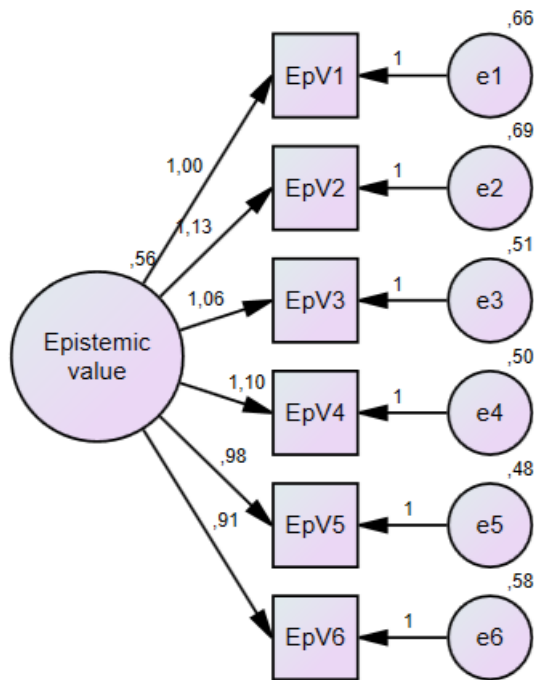 ,66
EpV1
1
e1
1,00
,69
EpV2
1
e2
1,13
,56
,51
EpV3
1
e3
1,06
Epistemic
value
,50
EpV4
1
e4
1,10
,48
EpV5
1
e5
,98
,58
EpV6
1
e6
,91